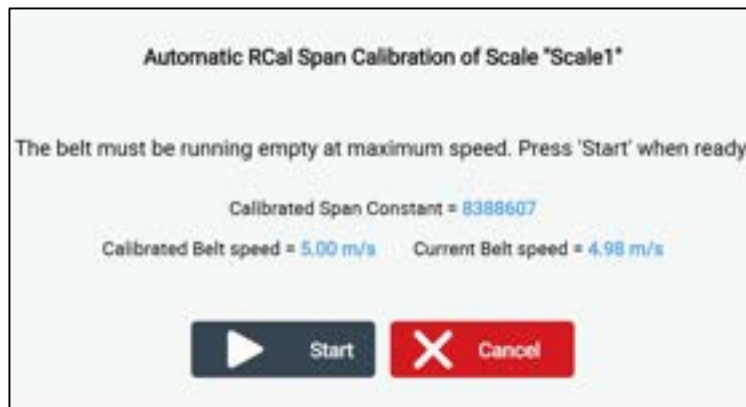 Automatic RCal Span Calibration of Scale "Scale1"
The belt must be running empty at maximum speed. Press 'Start' when ready
Calibrated Span Constant = 8388607
Calibrated Belt speed = 5.00 m/s Current Belt speed = 4.98 m/s
Start Cancel